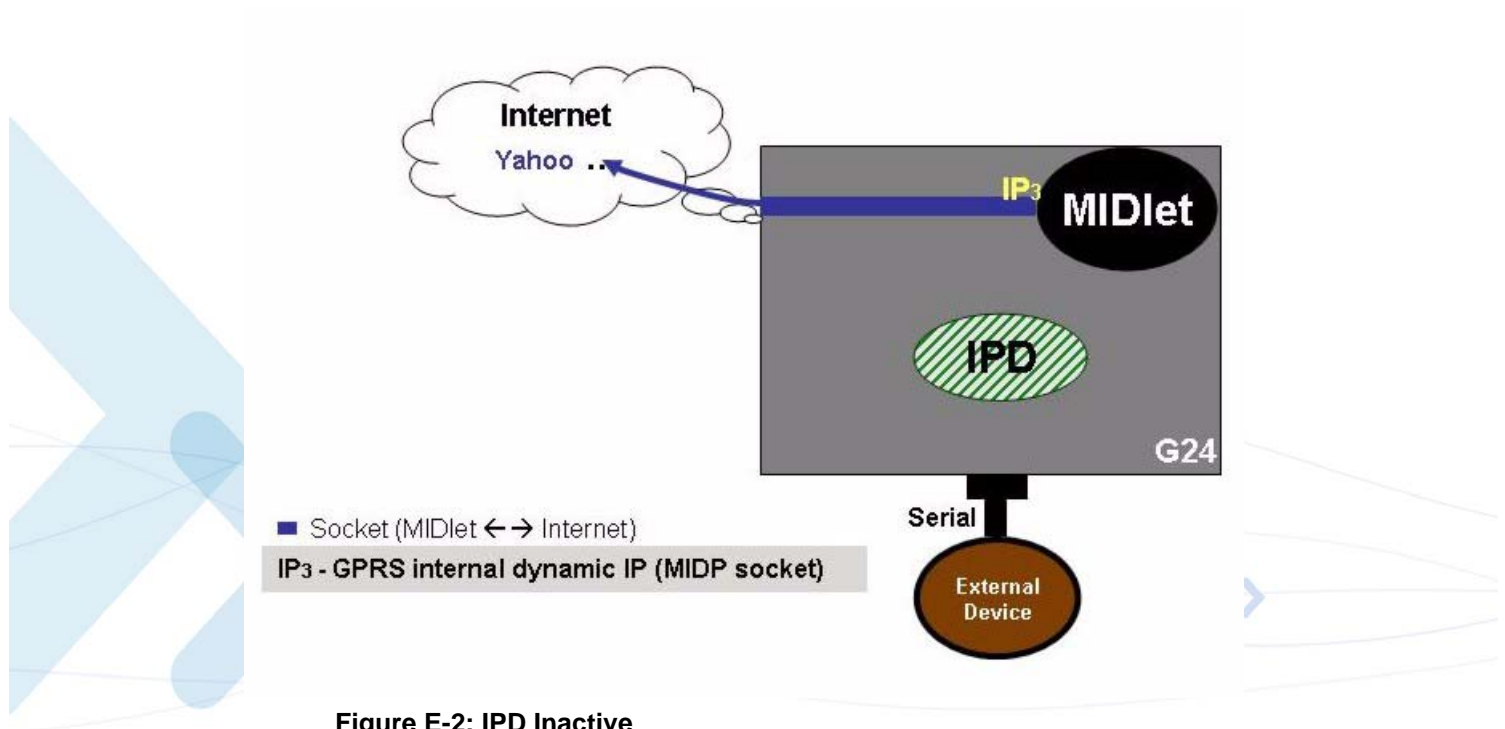 Internet
Yahoo ..
IP3
MIDlet
IPD
G24
Serial
Socket (MIDlet ←→ Internet)
IP3 - GPRS internal dynamic IP (MIDP socket)
External
Device
Figure E-2: IPD Inactive